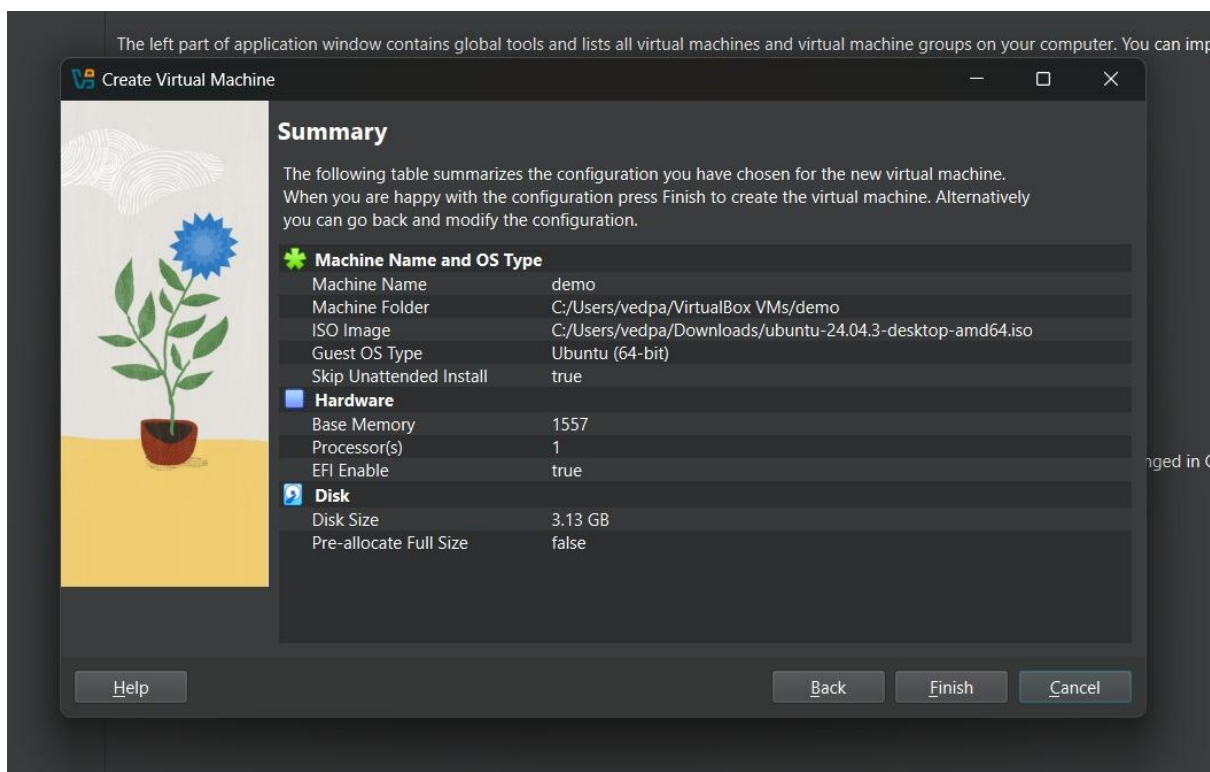 The left part of application window contains global tools and lists all virtual machines and virtual machine groups on your computer. You can imp
Create Virtual Machine
Summary
The following table summarizes the configuration you have chosen for the new virtual machine.
When you are happy with the configuration press Finish to create the virtual machine. Alternatively
you can go back and modify the configuration.
Machine Name and OS Type
Machine Name demo
Machine Folder C:/Users/vedpa/VirtualBox VMs/demo
ISO Image C:/Users/vedpa/Downloads/ubuntu-24.04.3-desktop-amd64.iso
Guest OS Type Ubuntu (64-bit)
Skip Unattended Install true
Hardware
Base Memory 1557
Processor(s) 1
EFI Enable true
nged in
Disk
Disk Size 3.13 GB
Pre-allocate Full Size false
Help Back Finish Cancel